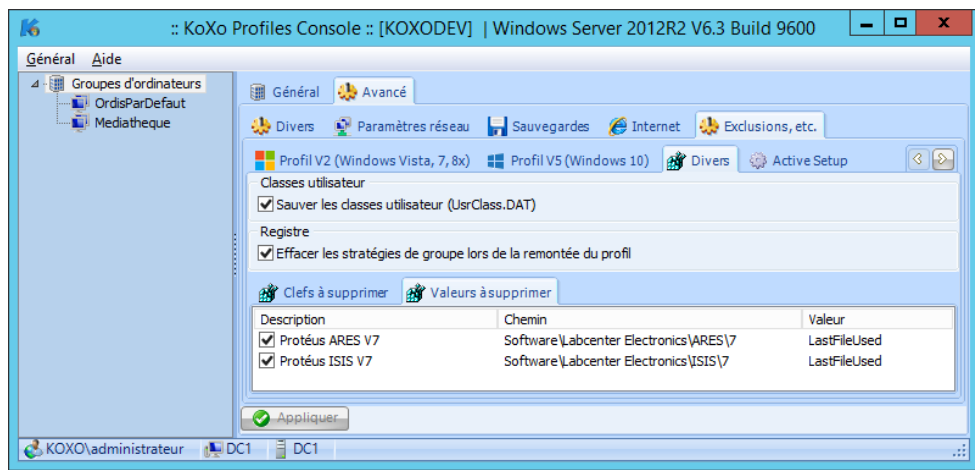 :: KoXo Profiles Console :: [KOXODEV] | Windows Server 2012R2 V6.3 Build 9600
Général Aide
Groupes d'ordinateurs
OrdisParDefaut
Mediatheque
Général Avancé
Divers Paramètres réseau Sauvegardes Internet Exclusions, etc.
Profil V2 (Windows Vista, 7, 8x) Profil V5 (Windows 10) Divers Active Setup
Classes utilisateur
Sauver les classes utilisateur (UsrClass.DAT)
Registre
Effacer les stratégies de groupe lors de la remontée du profil
Clefs à supprimer Valeurs à supprimer
Description Chemin Valeur
Protéus ARES V7 Software\Labcenter Electronics\ARES\7 LastFileUsed
Protéus ISIS V7 Software\Labcenter Electronics\ISIS\7 LastFileUsed
Appliquer
KOXO\administrateur DC1 DC1